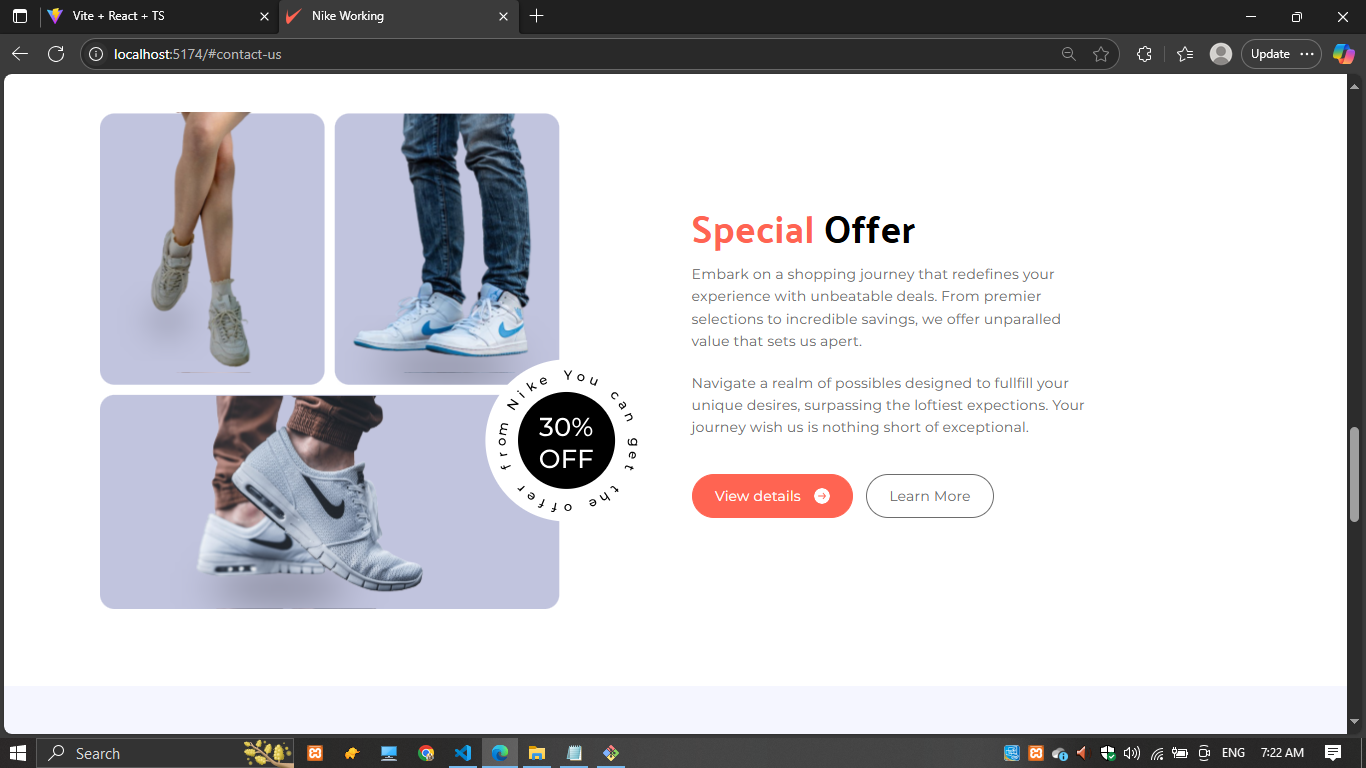 Vite + React + TS
Nike Working
localhost:5174/#contact-us
Update
Special Offer
Embark on a shopping journey that redefines your
experience with unbeatable deals. From premier
selections to incredible savings, we offer unparalled
value that sets us apert.
Navigate a realm of possibles designed to fullfill your
unique desires, surpassing the loftiest expections. Your
journey wish us is nothing short of exceptional.
View details
Learn More
You can get the offer from Nike
30%
OFF
Search
ENG
7:22 AM